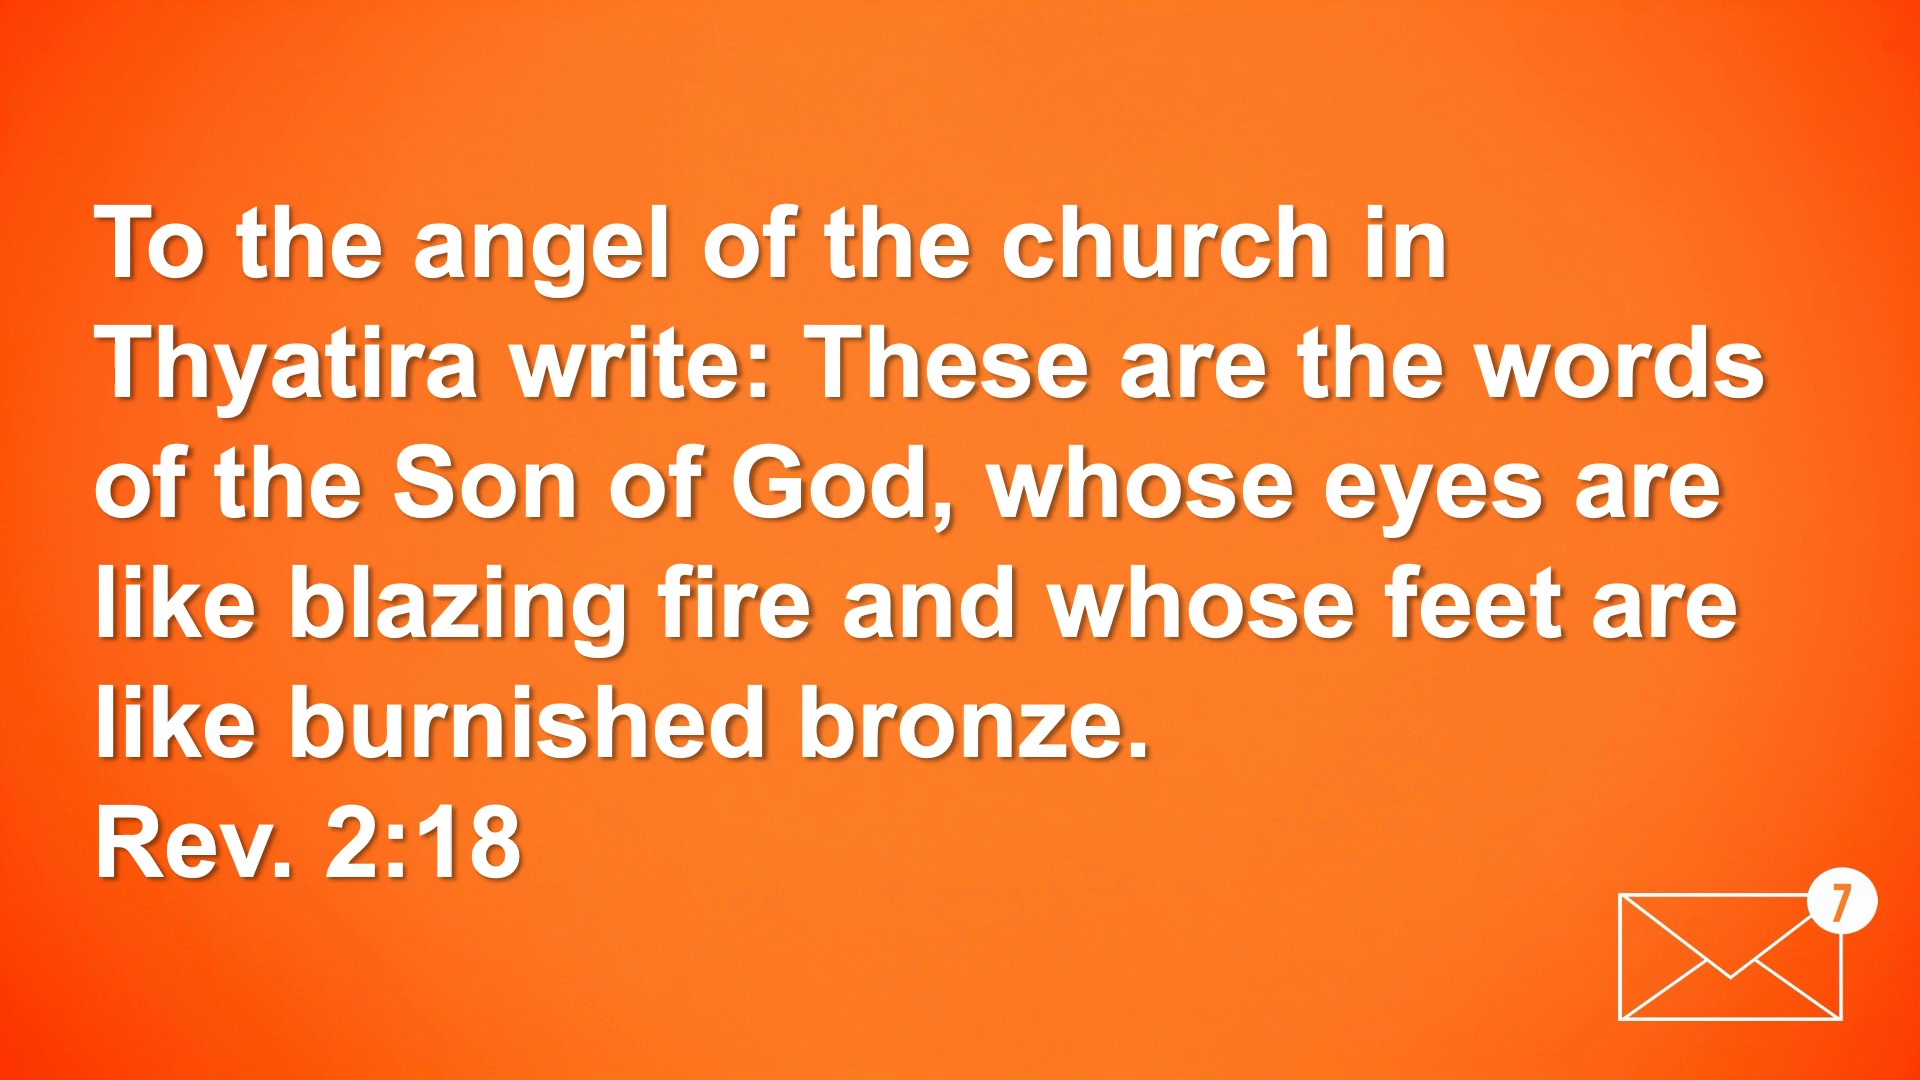 To the angel of the church in
Thyatira write: These are the words
of the Son of God, whose eyes are
like blazing fire and whose feet are
like burnished bronze.
Rev. 2:18
7